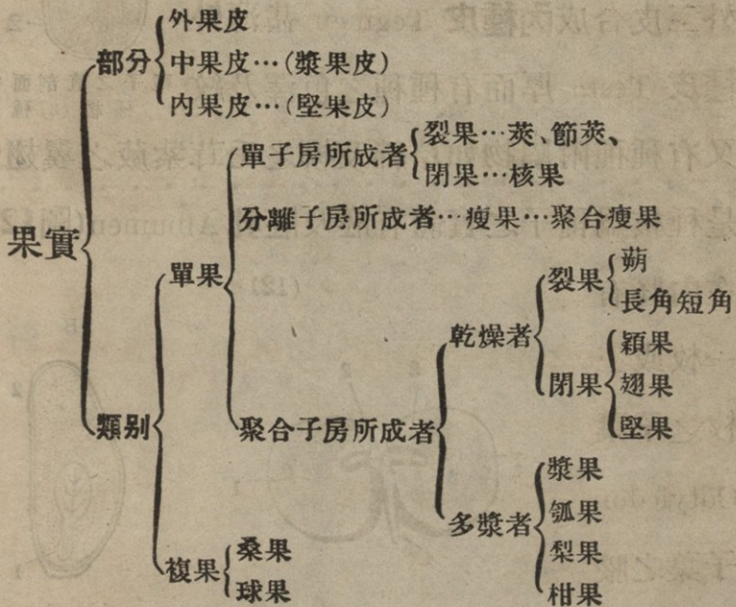 果實
部分
外果皮
中果皮…(漿果皮)
内果皮…(堅果皮)
類别
單果
單子房所成者
裂果…莢、節莢、
閉果…核果
分離子房所成者…瘦果…聚合瘦果
聚合子房所成者
乾燥者
裂果
蒴
長角短角
閉果
穎果
翅果
堅果
多漿者
漿果
瓠果
梨果
柑果
複果
桑果
球果